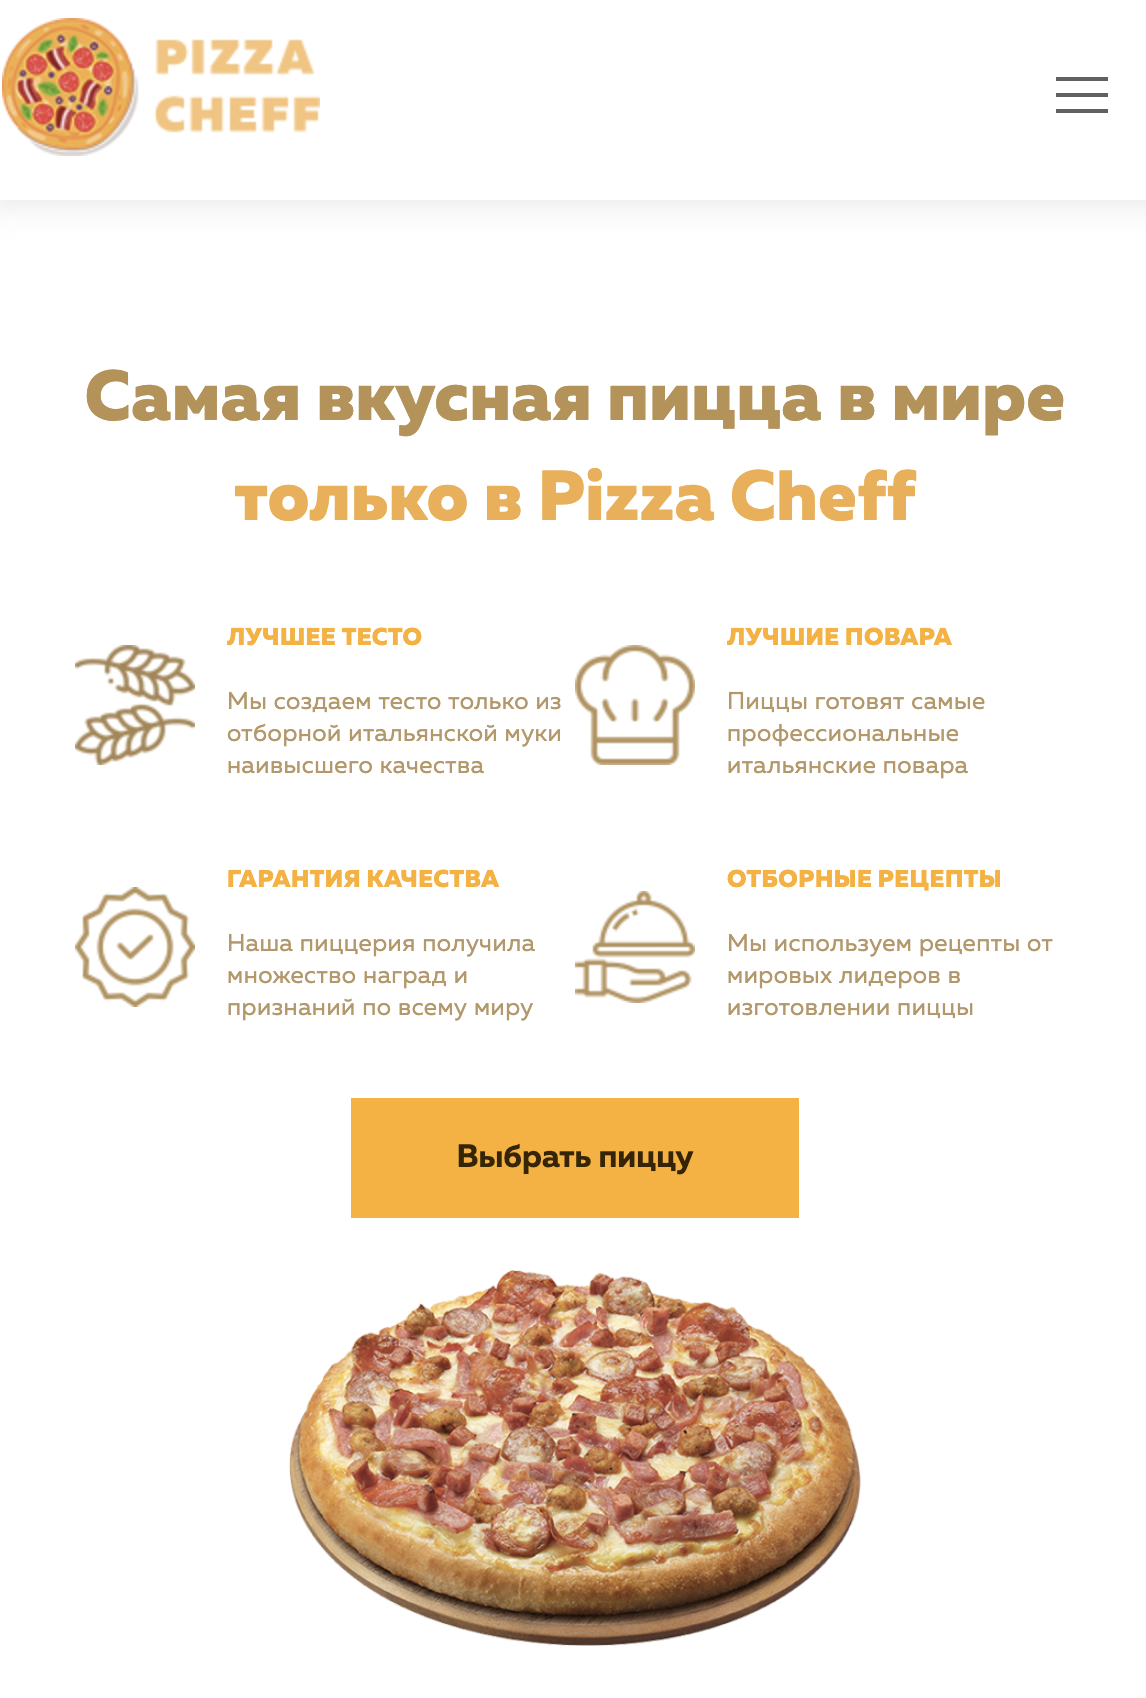 PIZZA
CHEFF
Самая вкусная пицца в мире
только в Pizza Cheff
ЛУЧШЕЕ ТЕСТО
Мы создаем тесто только из
отборной итальянской муки
наивысшего качества
ЛУЧШИЕ ПОВАРА
Пиццы готовят самые
профессиональные
итальянские повара
ГАРАНТИЯ КАЧЕСТВА
Наша пиццерия получила
множество наград и
признаний по всему миру
ОТБОРНЫЕ РЕЦЕПТЫ
Мы используем рецепты от
мировых лидеров в
изготовлении пиццы
Выбрать пиццу